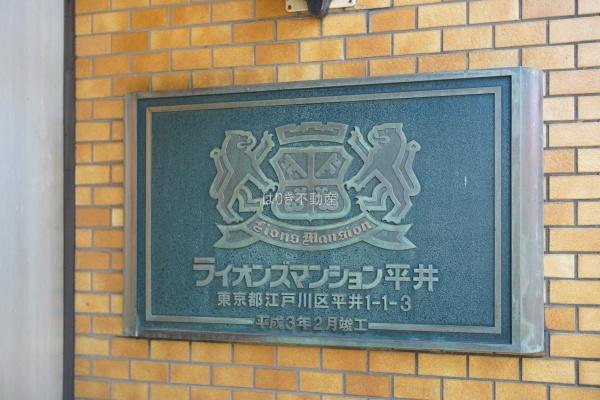 はりき不動産
Lions Mansion
ライオンズマンション平井
東京都江戸川区平井1-1-3
平成3年2月竣工